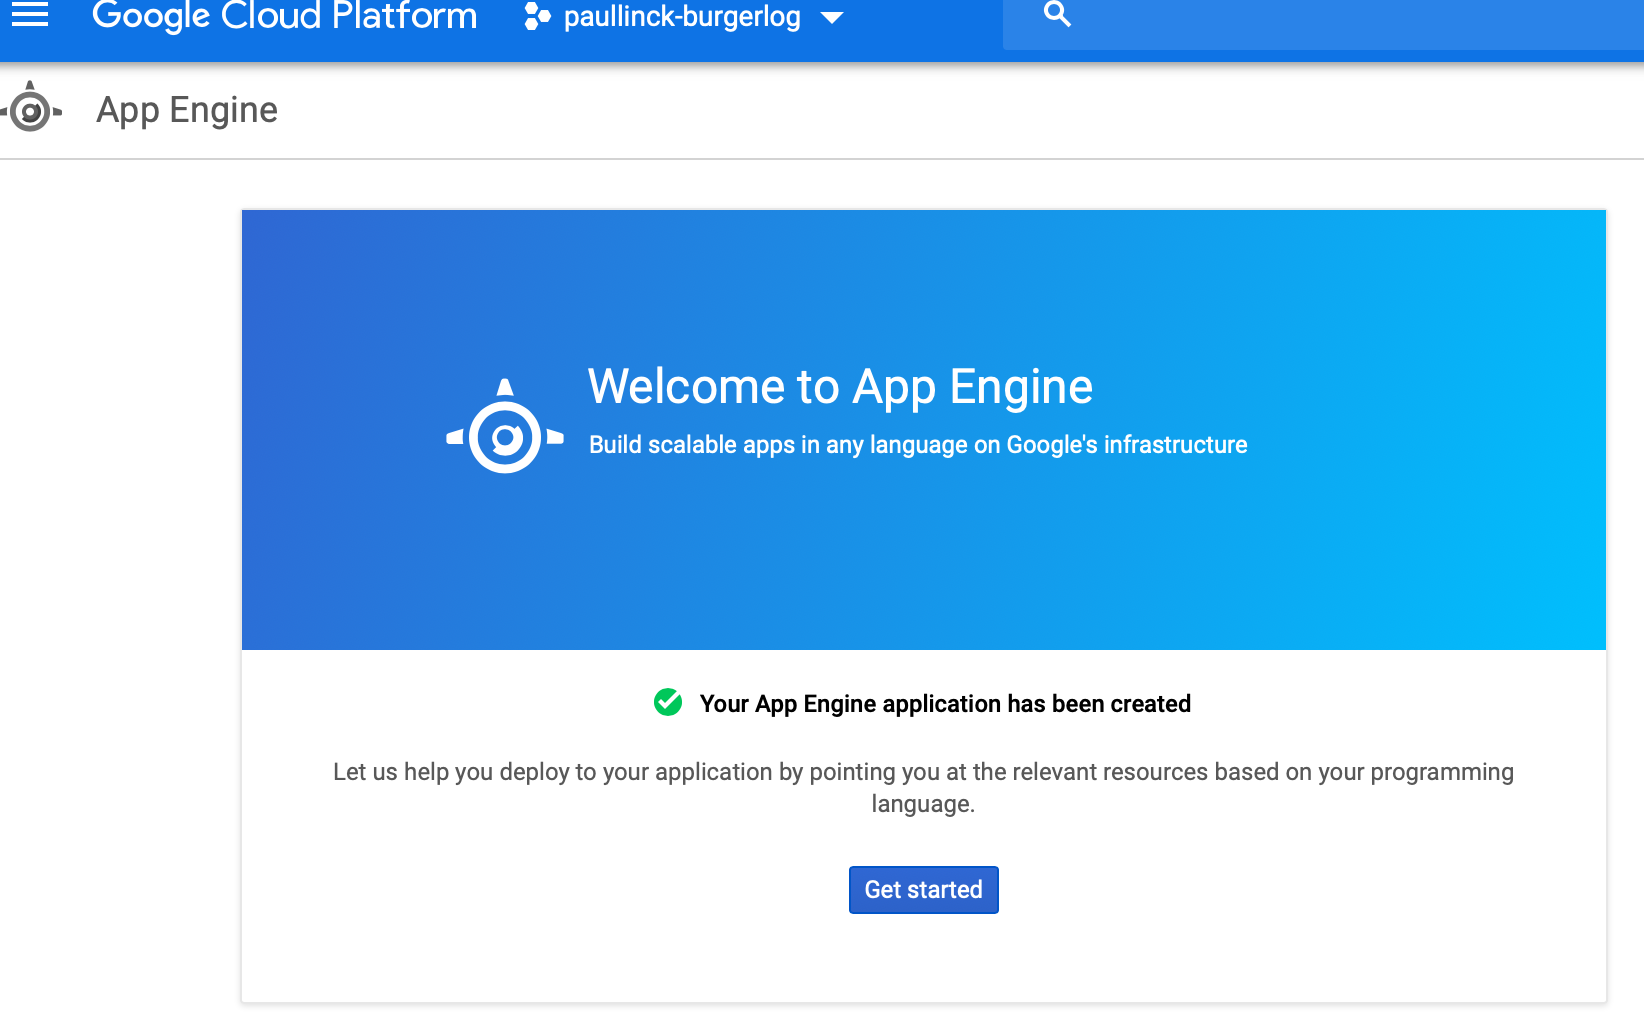 Google Cloud Platform
paullinck-burgerlog
App Engine
Welcome to App Engine
Build scalable apps in any language on Google's infrastructure
Your App Engine application has been created
Let us help you deploy to your application by pointing you at the relevant resources based on your programming
language.
Get started